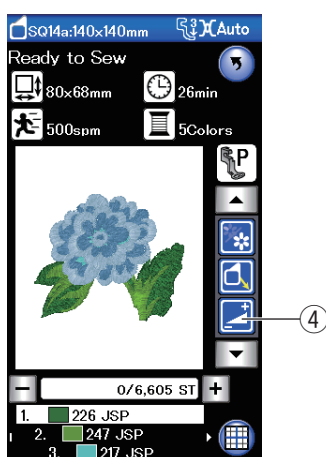 SQ14a:140x140mm Auto
Ready to Sew
80x68mm 26min
500spm 5Colors
P
④
0/6,605 ST
1. 226 JSP
2. 247 JSP
3. 217 JSP